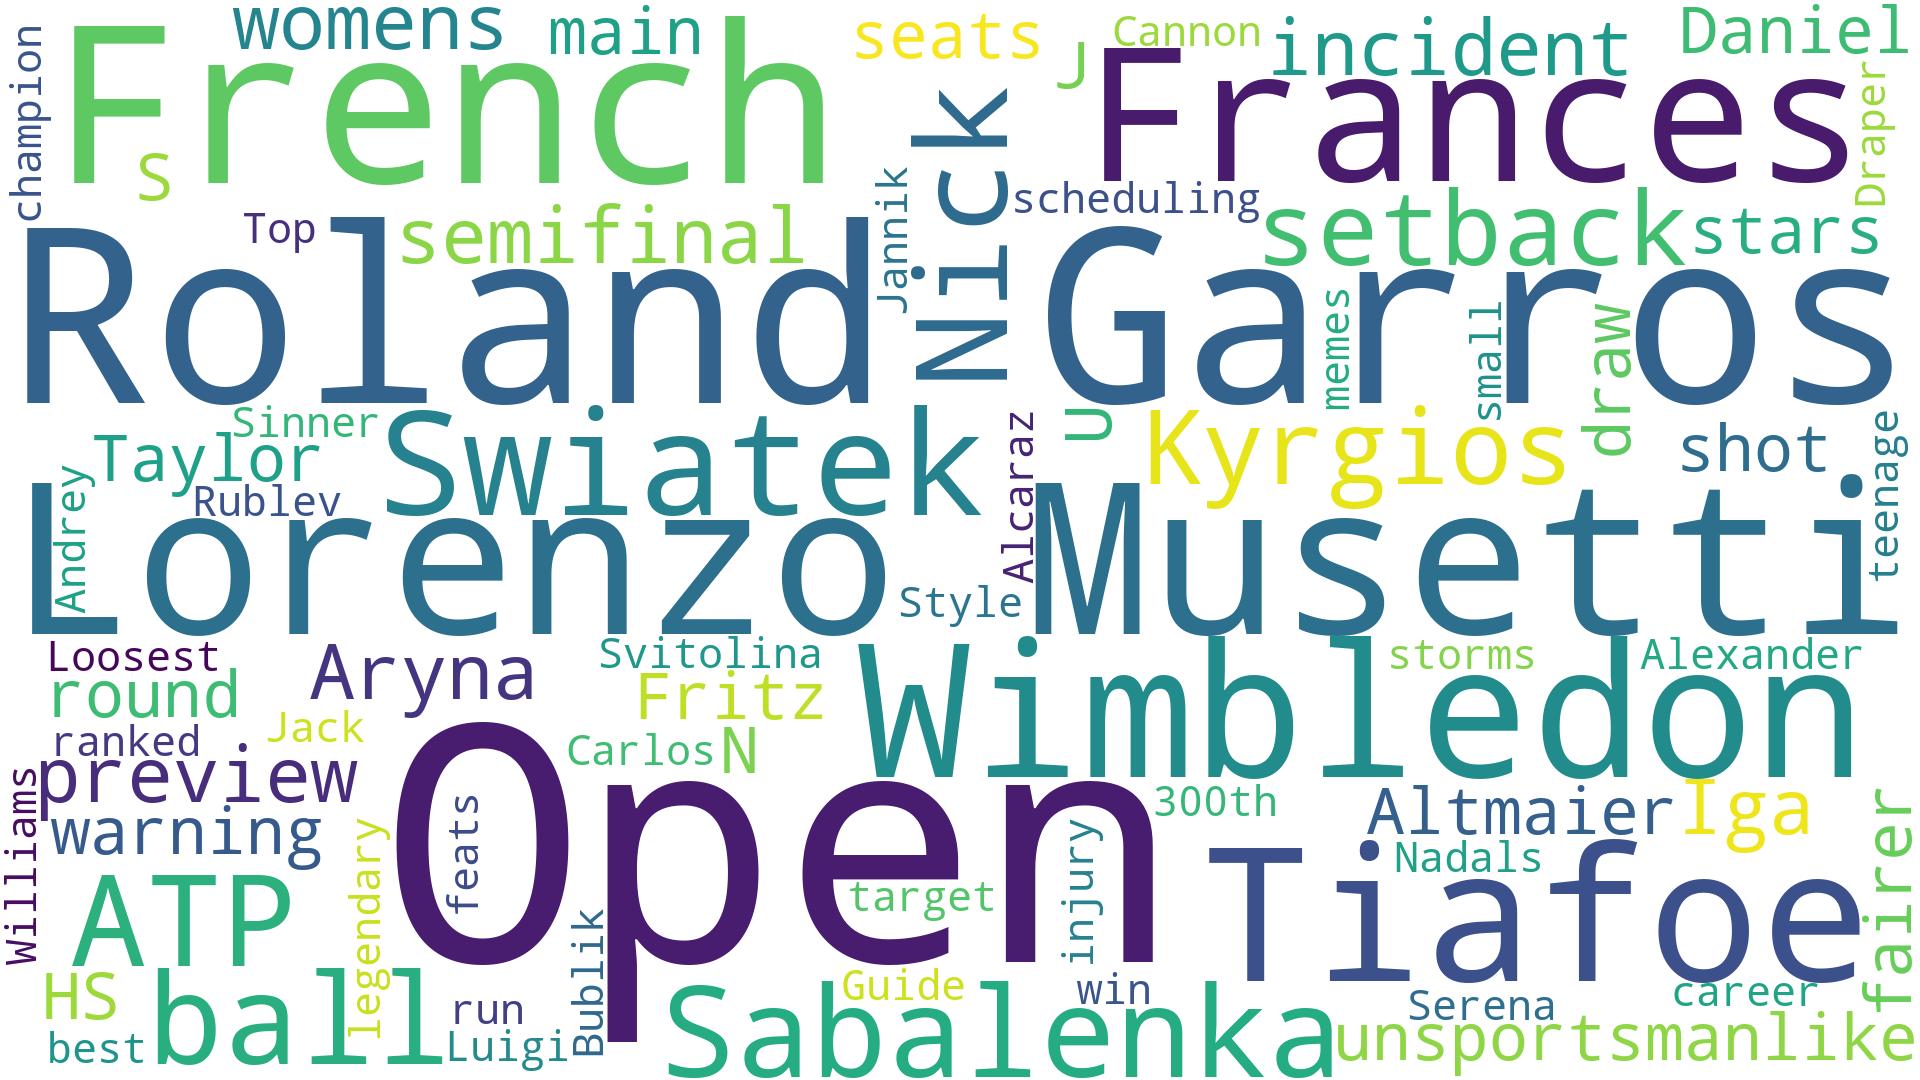 womens
main
seats
Cannon
incident
Daniel
champion
French
J
Frances
Draper
S
Nick
Jannik
scheduling
Top
semifinal
setback
stars
Roland
Garros
memes
small
draw
Sinner
Taylor
Swiatek
Alcaraz
U
Kyrgios
shot
teenage
Andrey
Rublev
Lorenzo
Musetti
Style
Loosest
Aryna
Svitolina
Wimbledon
storms
Alexander
round
Fritz
ranked
Jack
Carlos
N
preview
Open
300th
Altmaier
Iga
Williams
warning
legendary
feats
target
injury
Nadals
Tiafoe
fairer
ATP
Bublik
HS
ball
run
Sabalenka
Guide
win
Serena
career
best
Luigi
unsportsmanlike